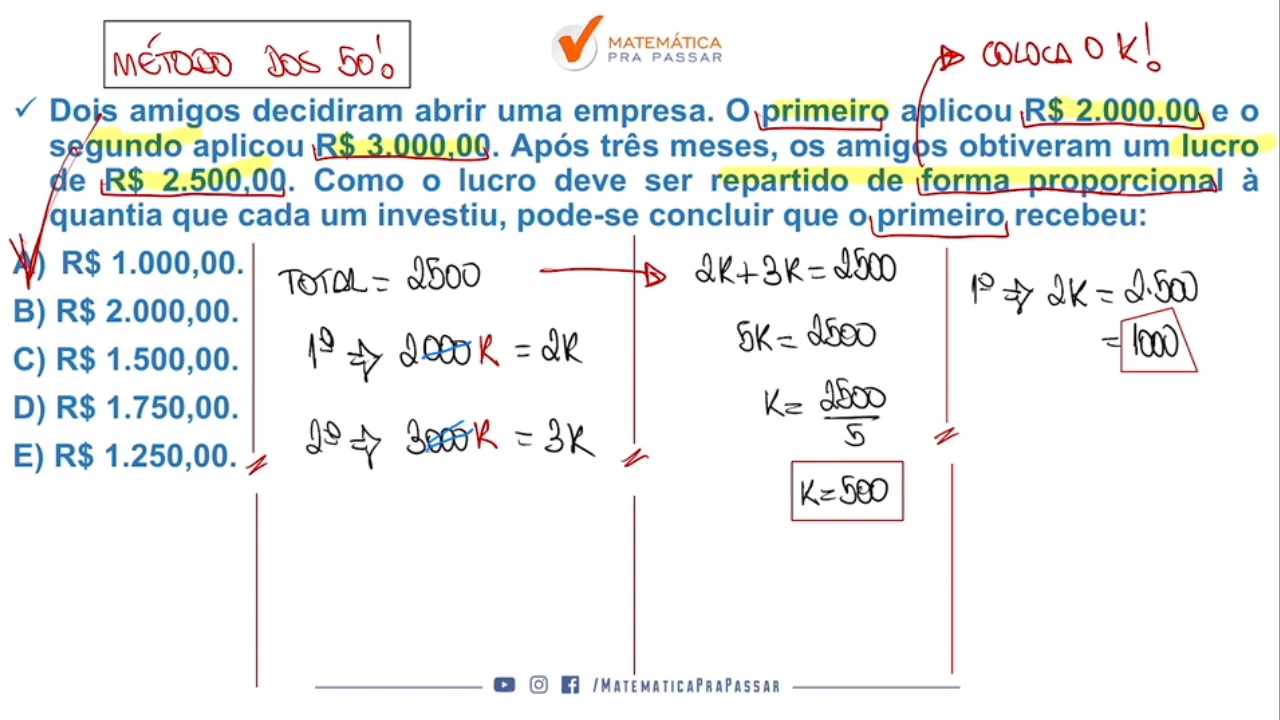 MÉTODO DOS 50!
MATEMÁTICA
PRA PASSAR
COLOCA O K!
✓ Dois amigos decidiram abrir uma empresa. O primeiro aplicou R$ 2.000,00 e o
segundo aplicou R$ 3.000,00. Após três meses, os amigos obtiveram um lucro
de R$ 2.500,00. Como o lucro deve ser repartido de forma proporcional à
quantia que cada um investiu, pode-se concluir que o primeiro recebeu:
A) R$ 1.000,00.
B) R$ 2.000,00.
C) R$ 1.500,00.
D) R$ 1.750,00.
E) R$ 1.250,00.
TOTAL = 2500
1º ⇒ 2000 K = 2K
2º ⇒ 3000 K = 3K
2K+3K=2500
5K=2500
K=2500/5
K=500
1º ⇒ 2K = 2.500
= 1000
/MATEMATICAPRAPASSAR